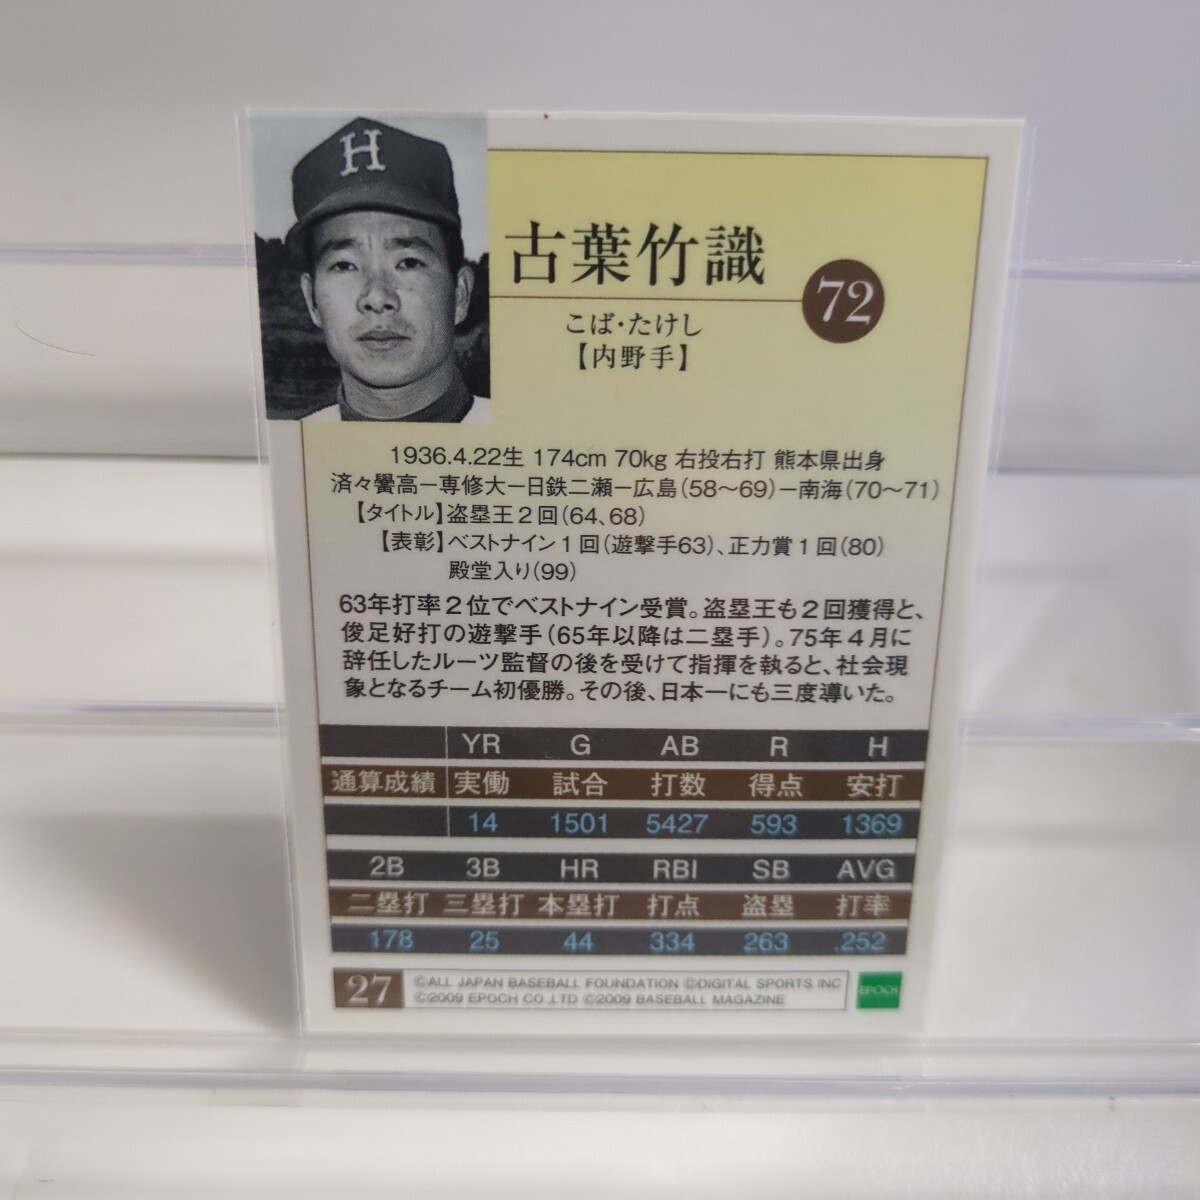 H
古葉竹識
72
こば・たけし
【内野手】
1936.4.22生 174cm 70kg 右投右打 熊本県出身
済々黌高ー専修大ー日鉄二瀬ー広島(58〜69)ー南海(70〜71)
【タイトル】盗塁王2回(64、68)
【表彰】ベストナイン1回(遊撃手63)、正力賞1回(80)
殿堂入り(99)
63年打率2位でベストナイン受賞。盗塁王も2回獲得と、
俊足好打の遊撃手(65年以降は二塁手)。75年4月に
辞任したルーツ監督の後を受けて指揮を執ると、社会現
象となるチーム初優勝。その後、日本一にも三度導いた。
YR G AB R H
通算成績 実働 試合 打数 得点 安打
14 1501 5427 593 1369
2B 3B HR RBI SB AVG
二塁打 三塁打 本塁打 打点 盗塁 打率
178 25 44 334 263 .252
27
©ALL JAPAN BASEBALL FOUNDATION ©DIGITAL SPORTS INC
©2009 EPOCH CO.,LTD ©2009 BASEBALL MAGAZINE
EPOCH